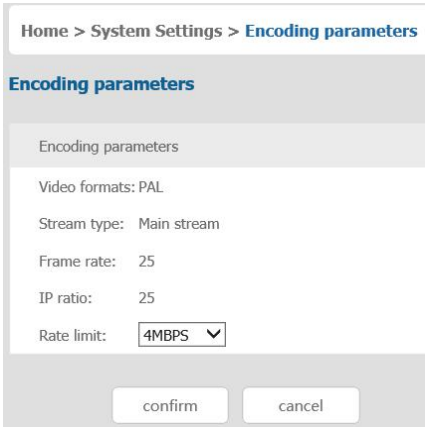 Home > System Settings > Encoding parameters
Encoding parameters
Encoding parameters
Video formats: PAL
Stream type: Main stream
Frame rate: 25
IP ratio: 25
Rate limit: 4MBPS
confirm cancel